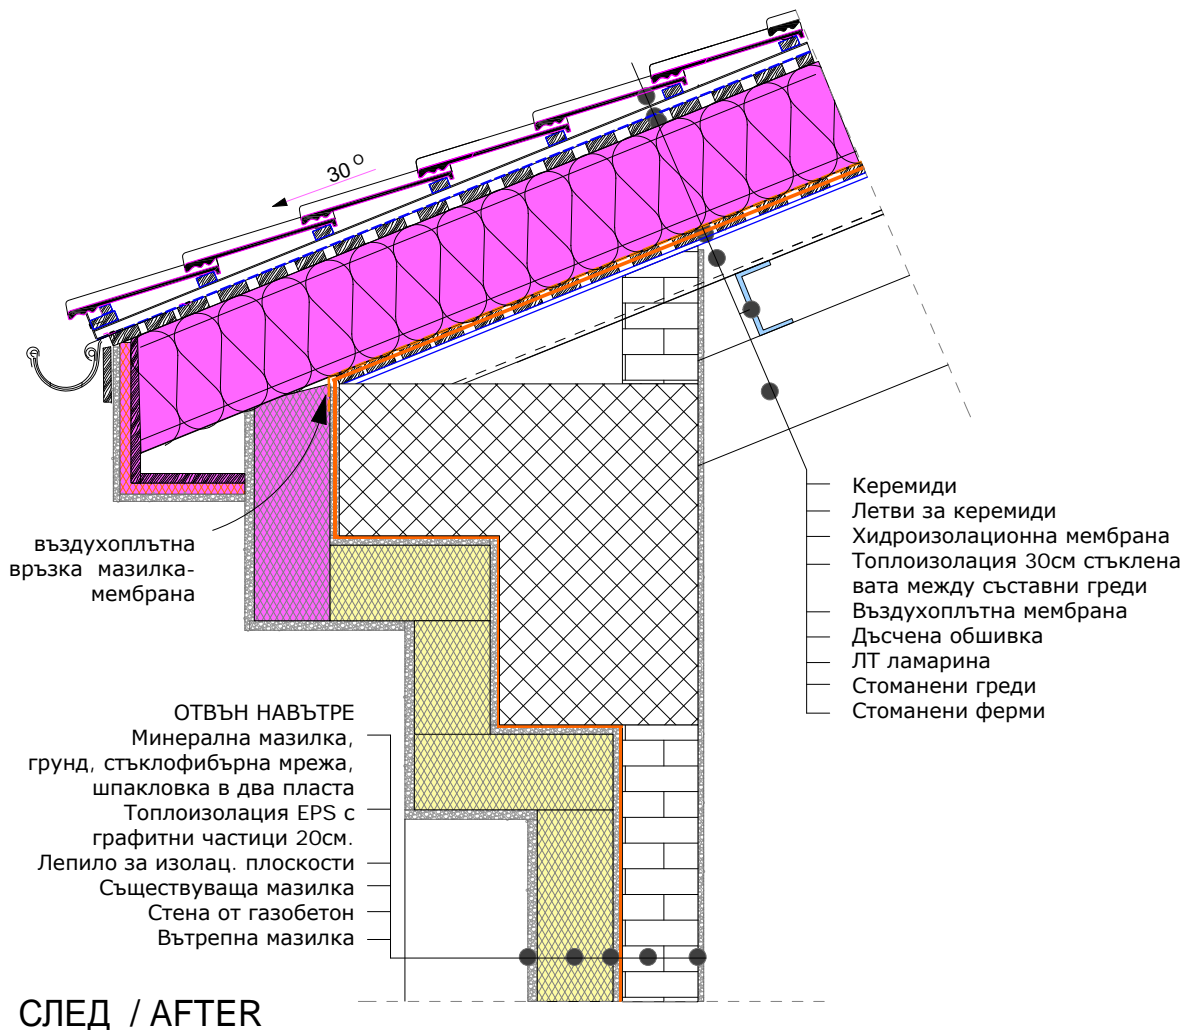 30 o
въздухоплътна
връзка мазилка-
мембрана
Керемиди
Летви за керемиди
Хидроизолационна мембрана
Топлоизолация 30см стъклена
вата между съставни греди
Въздухоплътна мембрана
Дъсчена обшивка
ЛТ ламарина
Стоманени греди
Стоманени ферми
ОТВЪН НАВЪТРЕ
Минерална мазилка,
грунд, стъклофибърна мрежа,
шпакловка в два пласта
Топлоизолация EPS с
графитни частици 20см.
Лепило за изолац. плоскости
Съществуваща мазилка
Стена от газобетон
Вътрепна мазилка
СЛЕД / AFTER